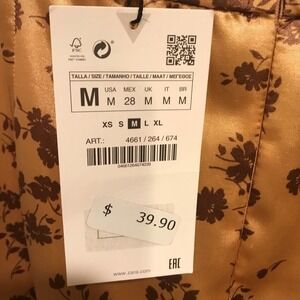 FSC
TALLA / SIZE / TAMANHO / TAILLE / MAAT / ΜΕΓΕΘΟΣ
M
USA MEX UK IT BR
M 28 M M M
XS S M L XL
ART.: 4661 / 264 / 674
$ 39.90
EAC
www.zara.com